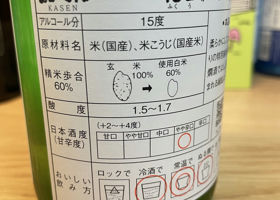 KASEN
アルコール分 15度
原材料名 米(国産)、米こうじ(国産米)
精米歩合 60%
玄米 100% 使用白米 60%
酸度 1.5〜1.7
日本酒度 (甘辛度)
(+2〜+4度)
甘口 やや甘口 中口 やや辛口 辛口
おいしい飲み方
ロックで 冷酒で 常温で